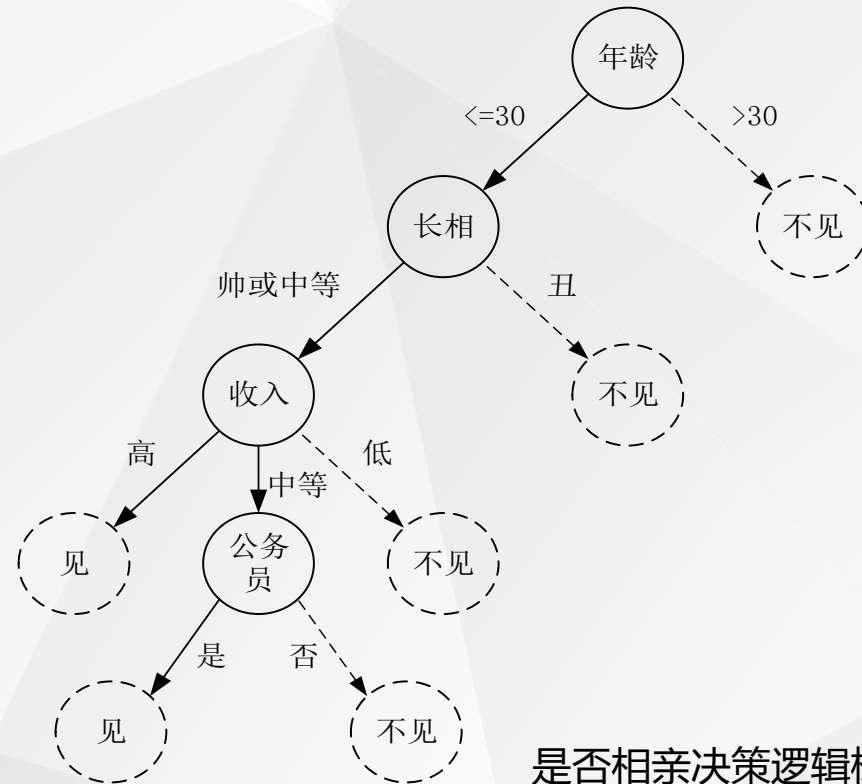 年龄
<=30
>30
长相
不见
帅或中等
丑
收入
不见
高
中等
低
见
公务
员
不见
是
否
见
不见
是否相亲决策逻辑